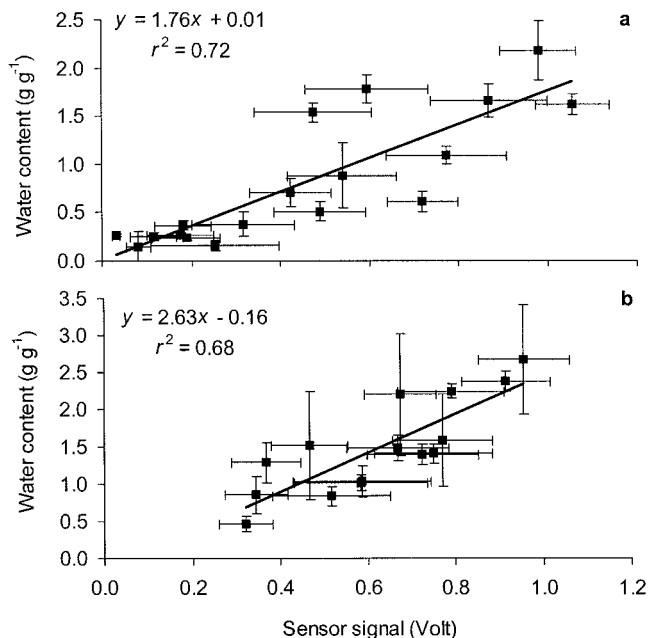 y = 1.76x + 0.01
r² = 0.72
a
Water content (g g⁻¹)
2.5
2.0
1.5
1.0
0.5
0.0
y = 2.63x - 0.16
r² = 0.68
b
Water content (g g⁻¹)
3.5
3.0
2.5
2.0
1.5
1.0
0.5
0.0
0.0 0.2 0.4 0.6 0.8 1.0 1.2
Sensor signal (Volt)